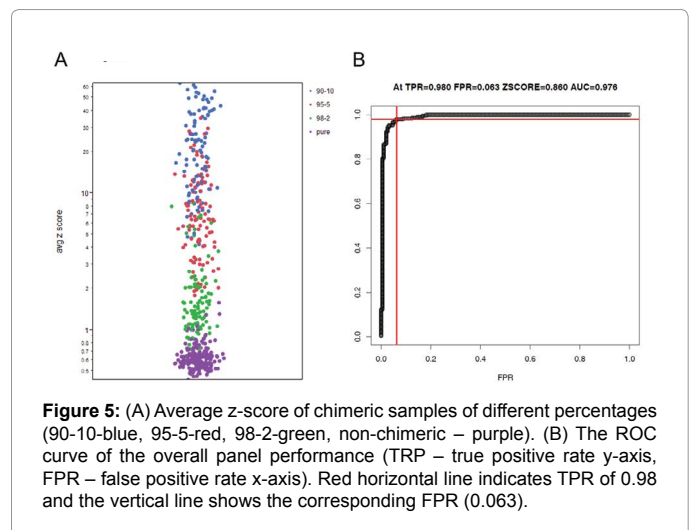 A
B
60
50
40
30
20
10
8
7
6
5
4
3
2
1
0.8
0.7
0.6
0.5
avg z score
90-10
95-5
98-2
pure
At TPR=0.980 FPR=0.063 ZSCORE=0.860 AUC=0.976
1.0
0.8
0.6
0.4
0.2
0.0
0.0 0.2 0.4 0.6 0.8 1.0
FPR
Figure 5: (A) Average z-score of chimeric samples of different percentages
(90-10-blue, 95-5-red, 98-2-green, non-chimeric – purple). (B) The ROC
curve of the overall panel performance (TRP – true positive rate y-axis,
FPR – false positive rate x-axis). Red horizontal line indicates TPR of 0.98
and the vertical line shows the corresponding FPR (0.063).